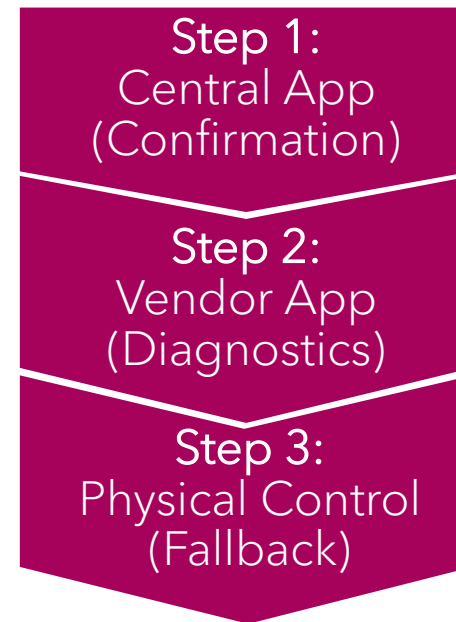 Step 1:
Central App
(Confirmation)
Step 2:
Vendor App
(Diagnostics)
Step 3:
Physical Control
(Fallback)